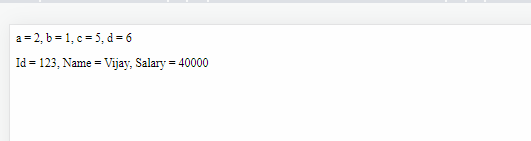 a = 2, b = 1, c = 5, d = 6
Id = 123, Name = Vijay, Salary = 40000